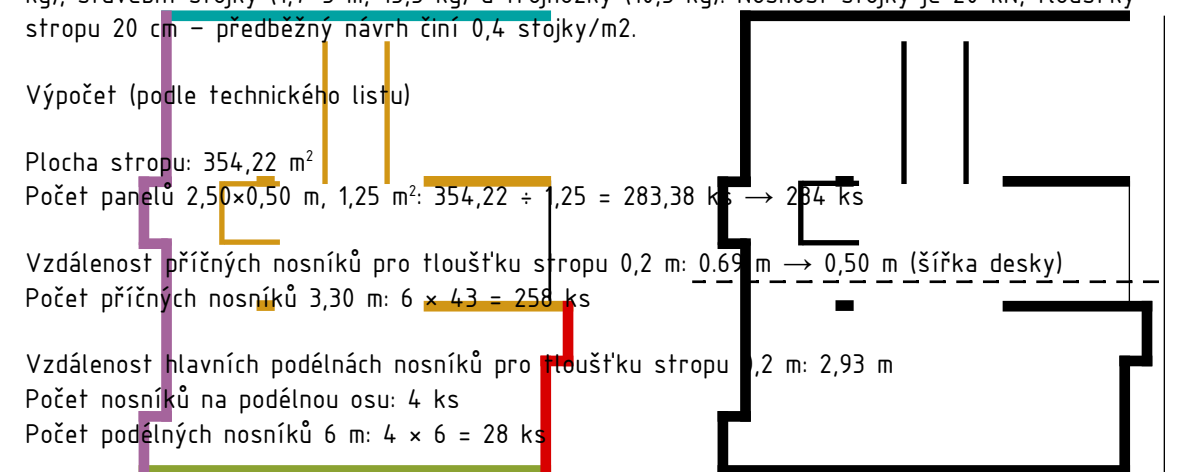 kg), stavební stojky (1,7-3 m, 15,5 kg) a trojnožky (10,5 kg). Nosnost stojky je 20 kN, tloušťky
stropu 20 cm – předběžný návrh činí 0,4 stojky/m2.
Výpočet (podle technického listu)
Plocha stropu: 354,22 m²
Počet panelů 2,50×0,50 m, 1,25 m²: 354,22 ÷ 1,25 = 283,38 ks → 284 ks
Vzdálenost příčných nosníků pro tloušťku stropu 0,2 m: 0.69 m → 0,50 m (šířka desky)
Počet příčných nosníků 3,30 m: 6 × 43 = 258 ks
Vzdálenost hlavních podélnách nosníků pro tloušťku stropu 0,2 m: 2,93 m
Počet nosníků na podélnou osu: 4 ks
Počet podélných nosníků 6 m: 4 × 6 = 28 ks